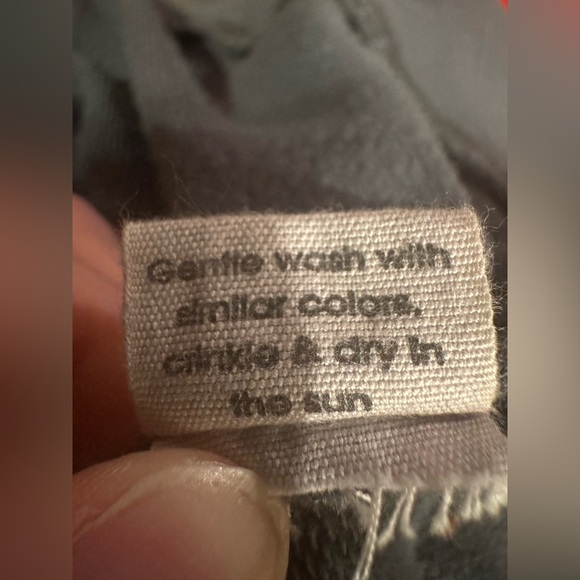 Gentle wash with
similar colors,
crinkle & dry in
the sun